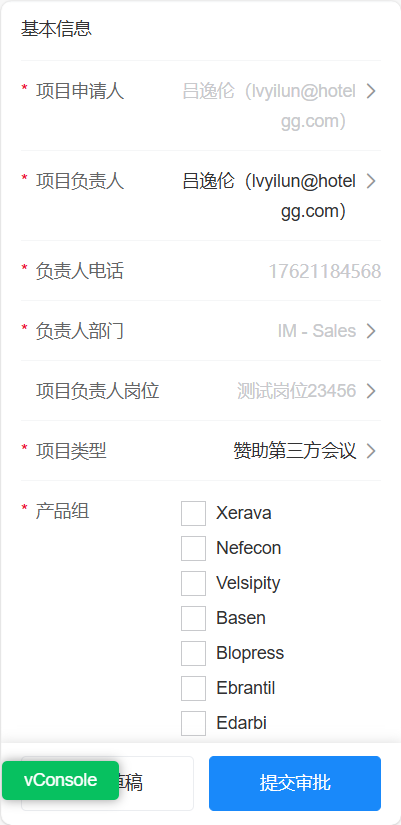 基本信息
* 项目申请人 吕逸伦（lvyilun@hotel
gg.com）
* 项目负责人 吕逸伦（lvyilun@hotel
gg.com）
* 负责人电话 17621184568
* 负责人部门 IM - Sales
项目负责人岗位 测试岗位23456
* 项目类型 赞助第三方会议
* 产品组 Xerava
Nefecon
Velsipity
Basen
Blopress
Ebrantil
Edarbi
vConsole 稿 提交审批